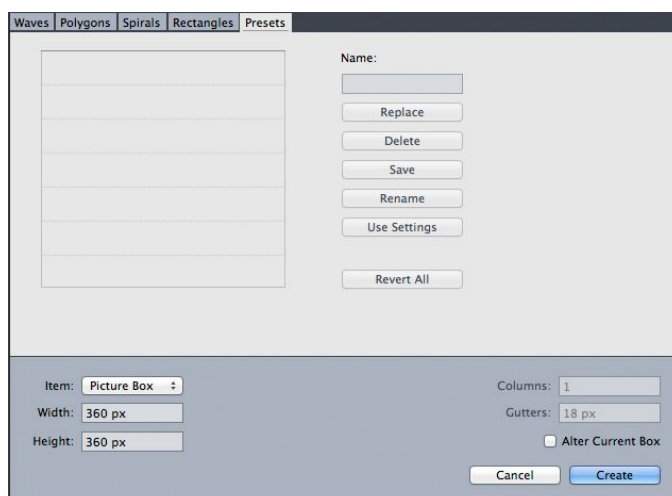 Waves Polygons Spirals Rectangles Presets
Name:
Replace
Delete
Save
Rename
Use Settings
Revert All
Item: Picture Box
Width: 360 px
Height: 360 px
Columns: 1
Gutters: 18 px
Alter Current Box
Cancel Create